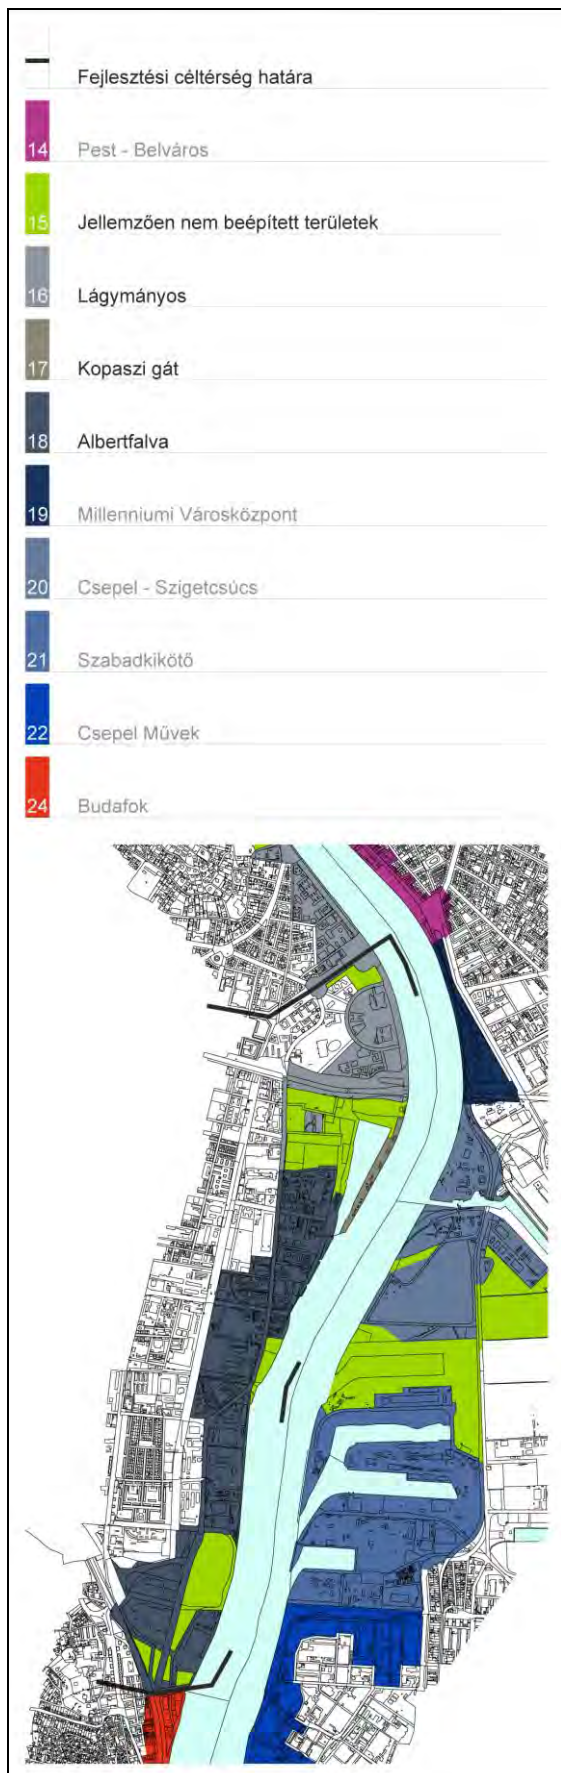 Fejlesztési céltérség határa
14 Pest - Belváros
15 Jellemzően nem beépített területek
16 Lágymányos
17 Kopaszi gát
18 Albertfalva
19 Millenniumi Városközpont
20 Csepel - Szigetcsúcs
21 Szabadkikötő
22 Csepel Művek
24 Budafok